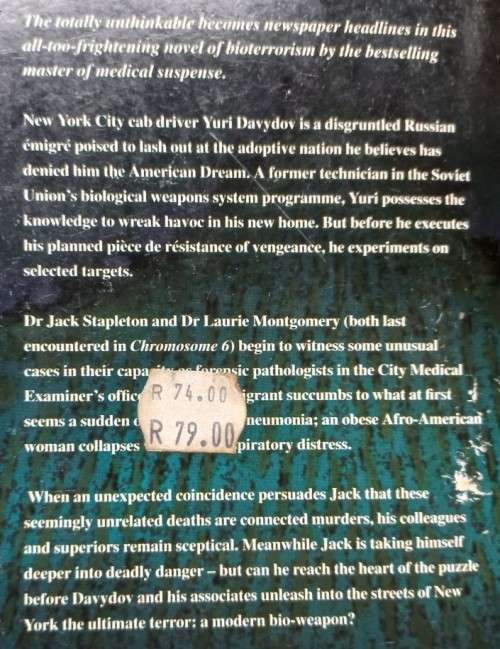 The totally unthinkable becomes newspaper headlines in this
all-too-frightening novel of bioterrorism by the bestselling
master of medical suspense.
New York City cab driver Yuri Davydov is a disgruntled Russian
émigré poised to lash out at the adoptive nation he believes has
denied him the American Dream. A former technician in the Soviet
Union's biological weapons system programme, Yuri possesses the
knowledge to wreak havoc in his new home. But before he executes
his planned pièce de résistance of vengeance, he experiments on
selected targets.
Dr Jack Stapleton and Dr Laurie Montgomery (both last
encountered in Chromosome 6) begin to witness some unusual
cases in their capacity as forensic pathologists in the City Medical
Examiner's office R 74.00 igrant succumbs to what at first
seems a sudden R 79.00 neumonia; an obese Afro-American
woman collapses piratory distress.
When an unexpected coincidence persuades Jack that these
seemingly unrelated deaths are connected murders, his colleagues
and superiors remain sceptical. Meanwhile Jack is taking himself
deeper into deadly danger – but can he reach the heart of the puzzle
before Davydov and his associates unleash into the streets of New
York the ultimate terror: a modern bio-weapon?